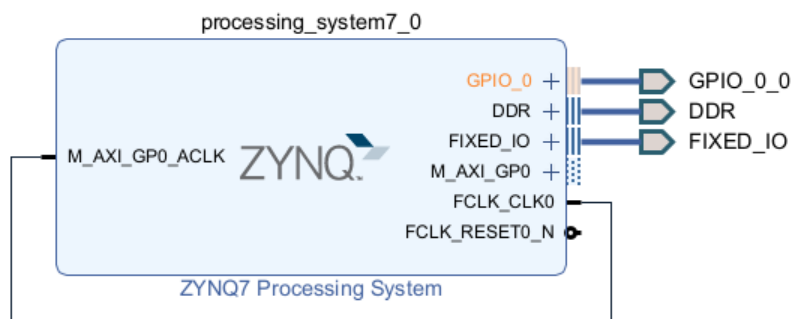 processing_system7_0
GPIO_0
GPIO_0_0
DDR
DDR
FIXED_IO
FIXED_IO
M_AXI_GP0_ACLK
ZYNQ
M_AXI_GP0
FCLK_CLK0
FCLK_RESET0_N
ZYNQ7 Processing System